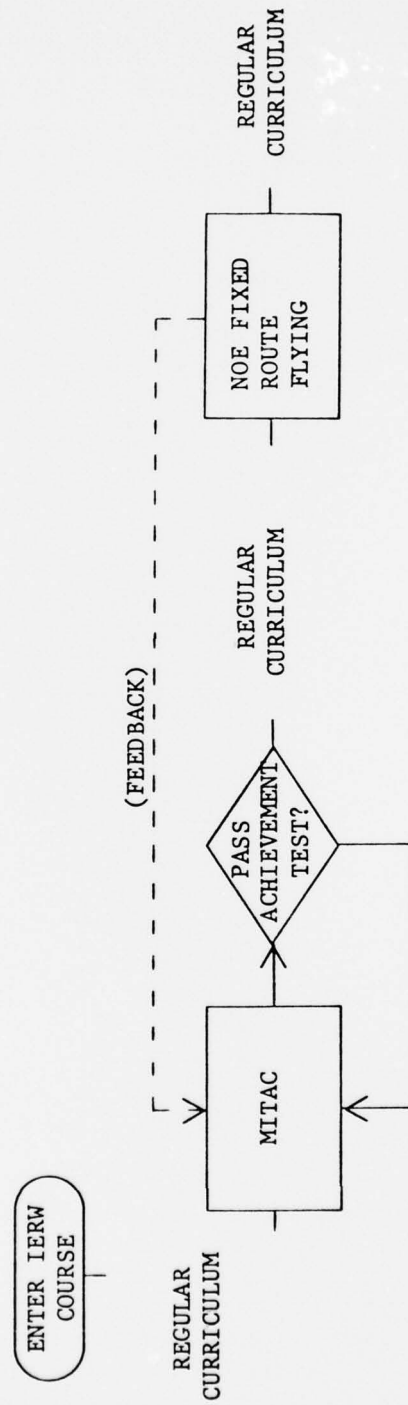 ENTER IERW
COURSE
REGULAR
CURRICULUM
MITAC
(FEEDBACK)
PASS
ACHIEVEMENT
TEST?
REGULAR
CURRICULUM
NOE FIXED
ROUTE
FLYING
REGULAR
CURRICULUM